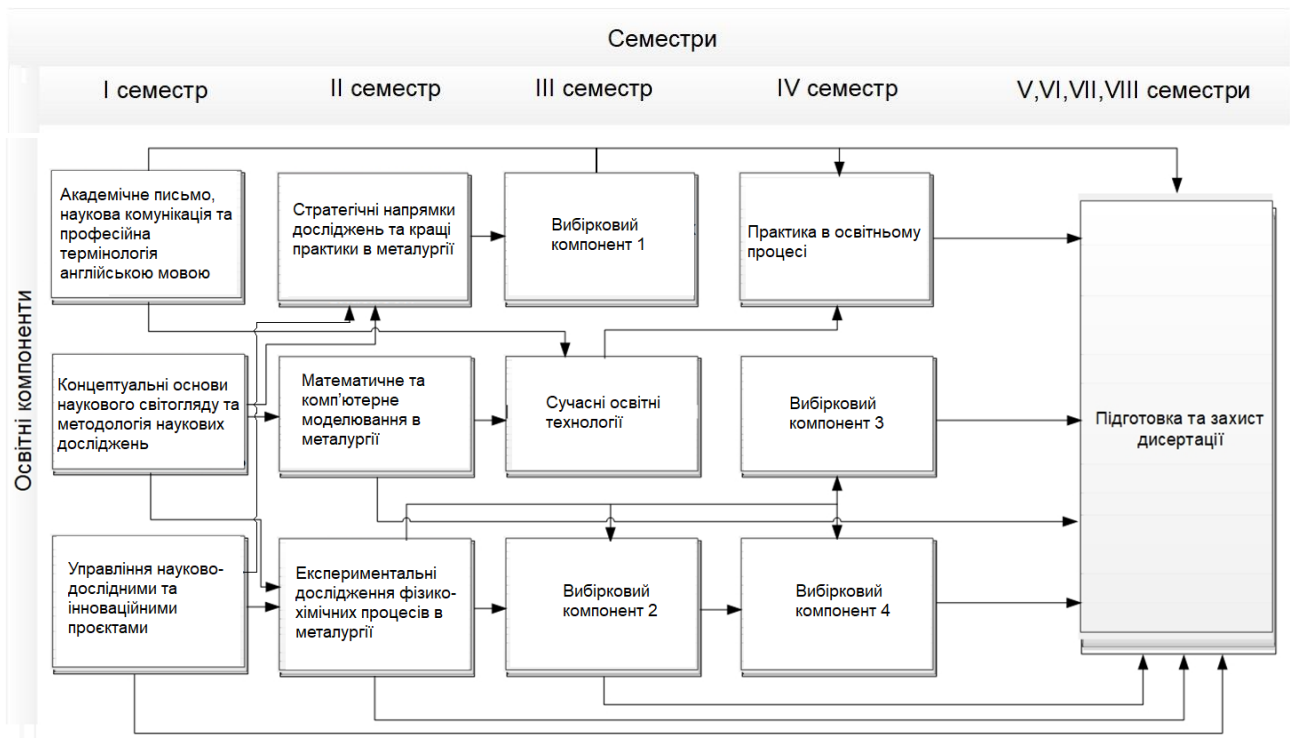 Семестри
I семестр
II семестр
III семестр
IV семестр
V,VI,VII,VIII семестри
Освітні компоненти
Академічне письмо,
наукова комунікація та
професійна
термінологія
англійською мовою
Стратегічні напрямки
досліджень та кращі
практики в металургії
Вибірковий
компонент 1
Практика в освітньому
процесі
Концептуальні основи
наукового світогляду та
методологія наукових
досліджень
Математичне та
комп’ютерне
моделювання в
металургії
Сучасні освітні
технології
Вибірковий
компонент 3
Підготовка та захист
дисертації
Управління науково-
дослідними та
інноваційними
проєктами
Експериментальні
дослідження фізико-
хімічних процесів в
металургії
Вибірковий
компонент 2
Вибірковий
компонент 4